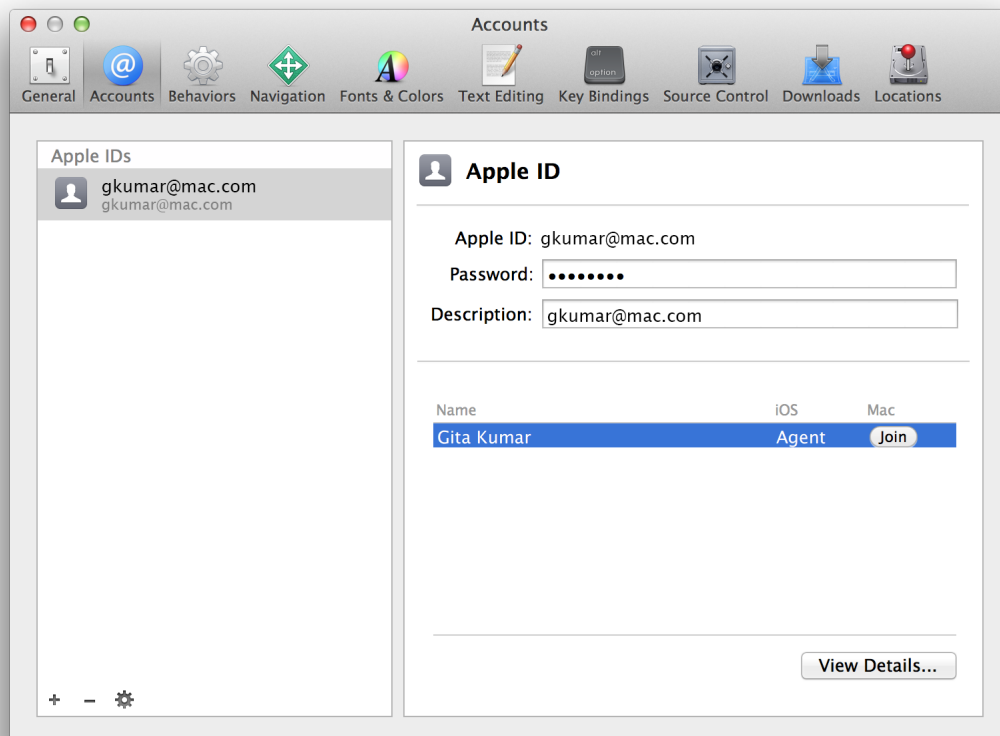 Accounts
General Accounts Behaviors Navigation Fonts & Colors Text Editing alt option Key Bindings Source Control Downloads Locations
Apple IDs
gkumar@mac.com
gkumar@mac.com
Apple ID
Apple ID: gkumar@mac.com
Password: ••••••••
Description: gkumar@mac.com
Name iOS Mac
Gita Kumar Agent Join
View Details...